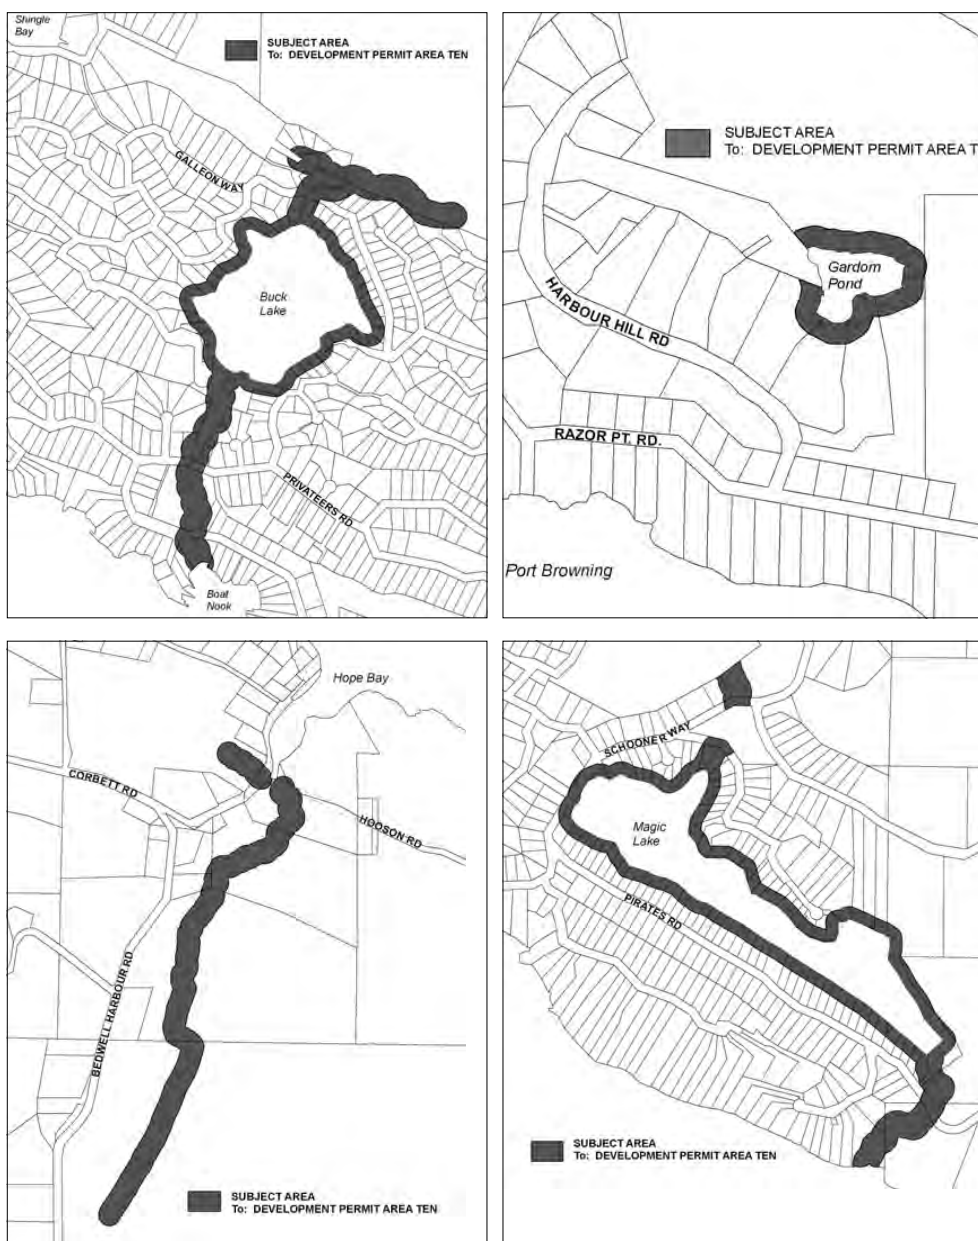 Shingle
Bay
SUBJECT AREA
To: DEVELOPMENT PERMIT AREA TEN
GALLEON WAY
Buck
Lake
PRIVATEERS RD
Boat
Nook
SUBJECT AREA
To: DEVELOPMENT PERMIT AREA T
Gardom
Pond
HARBOUR HILL RD
RAZOR PT. RD.
Port Browning
Hope Bay
CORBETT RD
HOOSON RD
BEDWELL HARBOUR RD
SUBJECT AREA
To: DEVELOPMENT PERMIT AREA TEN
SCHOONER WAY
Magic
Lake
PIRATES RD
SUBJECT AREA
To: DEVELOPMENT PERMIT AREA TEN